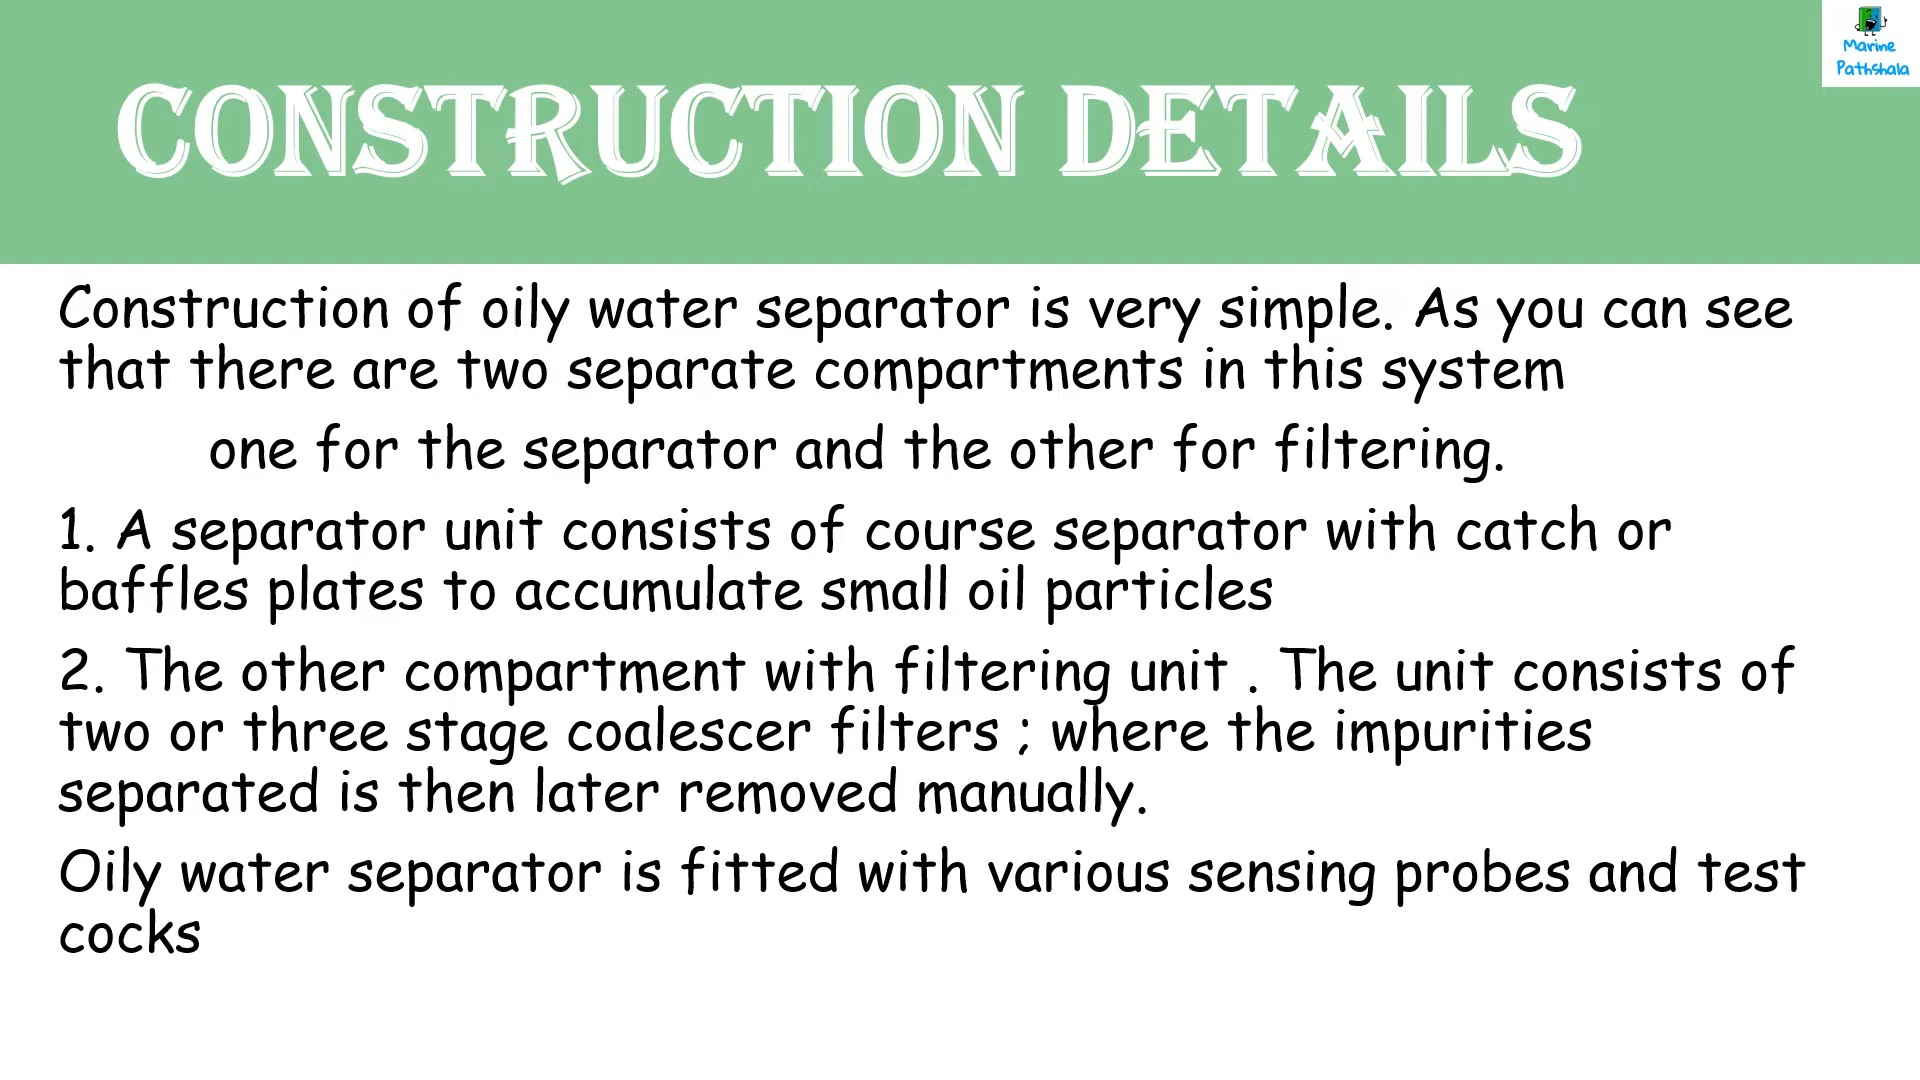 Marine
Pathshala
CONSTRUCTION DETAILS
Construction of oily water separator is very simple. As you can see
that there are two separate compartments in this system
one for the separator and the other for filtering.
1. A separator unit consists of course separator with catch or
baffles plates to accumulate small oil particles
2. The other compartment with filtering unit . The unit consists of
two or three stage coalescer filters ; where the impurities
separated is then later removed manually.
Oily water separator is fitted with various sensing probes and test
cocks